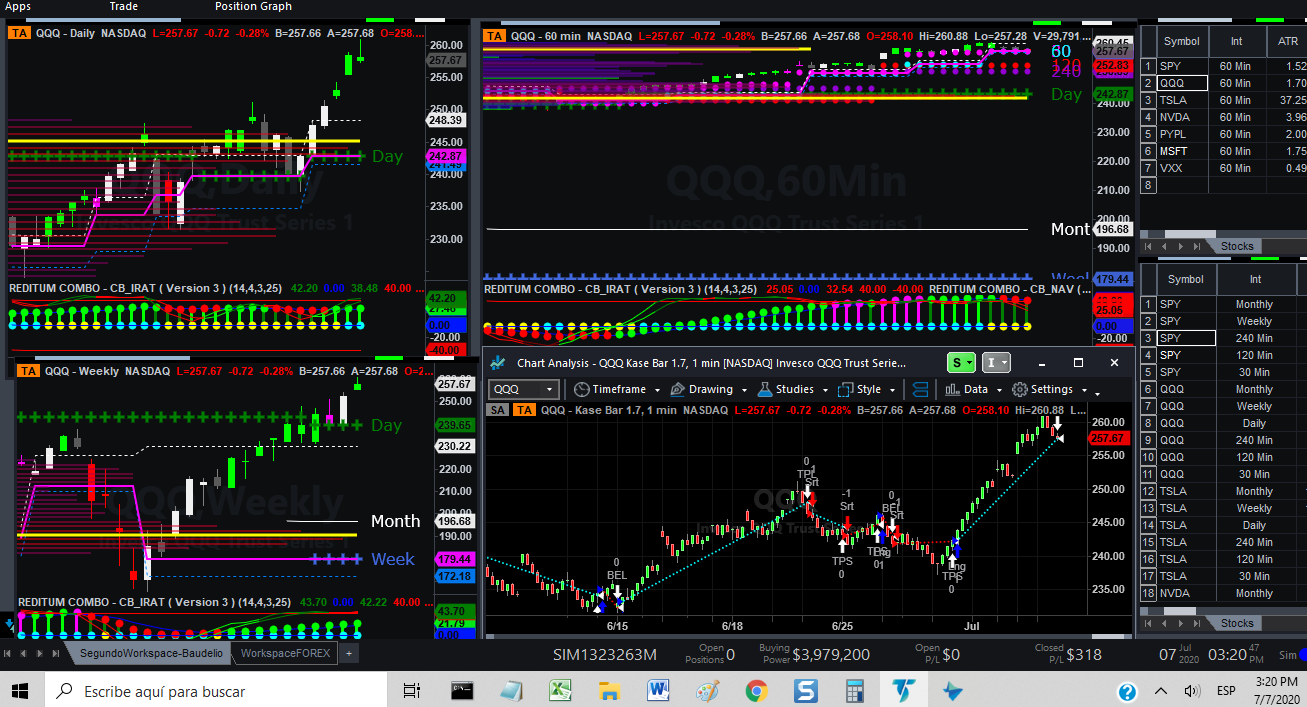 Apps Trade Position Graph
TA QQQ - Daily NASDAQ L=257.67 -0.72 -0.28% B=257.66 A=257.68 O=258....
260.00
257.67
255.00
250.00
248.39
245.00
Day
242.87
240.00
235.00
230.00
QQQ,Daily
Invesco QQQ Trust Series 1
REDITUM COMBO - CB_IRAT ( Version 3 ) (14,4,3,25) 42.20 0.00 38.48 40.00 ...
42.20
27.46
0.00
-20.00
-40.00
TA QQQ - 60 min NASDAQ L=257.67 -0.72 -0.28% B=257.66 A=257.68 O=258.10 Hi=260.88 Lo=257.28 V=29,791...
260.45
60 257.67
120 252.83
240
Day 242.87
240.00
230.00
220.00
210.00
200.00
Mont 196.68
190.00
179.44
QQQ,60Min
Invesco QQQ Trust Series 1
REDITUM COMBO - CB_IRAT ( Version 3 ) (14,4,3,25) 25.05 0.00 32.54 40.00 -40.00 REDITUM COMBO - CB_NAV (...
25.05
0.00
-20.00
Symbol Int ATR
1 SPY 60 Min 1.52
2 QQQ 60 Min 1.70
3 TSLA 60 Min 37.25
4 NVDA 60 Min 3.96
5 PYPL 60 Min 2.00
6 MSFT 60 Min 1.75
7 VXX 60 Min 0.49
8
Stocks
Symbol Int
1 SPY Monthly
2 SPY Weekly
3 SPY 240 Min
4 SPY 120 Min
5 SPY 30 Min
6 QQQ Monthly
7 QQQ Weekly
8 QQQ Daily
9 QQQ 240 Min
10 QQQ 120 Min
11 QQQ 30 Min
12 TSLA Monthly
13 TSLA Weekly
14 TSLA Daily
15 TSLA 240 Min
16 TSLA 120 Min
17 TSLA 30 Min
18 NVDA Monthly
Stocks
TA QQQ - Weekly NASDAQ L=257.67 -0.72 -0.28% B=257.66 A=257.68 O=2...
257.67
250.00
Day 239.65
230.22
220.00
210.00
Month 196.68
190.00
Week 179.44
172.18
QQQ,Weekly
Invesco QQQ Trust Series 1
REDITUM COMBO - CB_IRAT ( Version 3 ) (14,4,3,25) 43.70 0.00 42.22 40.00 ...
43.70
21.79
0.00
Chart Analysis - QQQ Kase Bar 1.7, 1 min [NASDAQ] Invesco QQQ Trust Serie... S I
QQQ Timeframe Drawing Studies Style Data Settings
SA TA QQQ - Kase Bar 1.7, 1 min NASDAQ L=257.67 -0.72 -0.28% B=257.66 A=257.68 O=258.10 Hi=260.88 L...
260.00
257.67
255.00
250.00
245.00
240.00
235.00
0
BEL
0
Srt
-1
Srt
TPS
0
0
BEL
Srt
0
6/15 6/18 6/25 Jul
SegundoWorkspace-Baudelio WorkspaceFOREX +
SIM1323263M Open Positions 0 Buying Power $3,979,200 Open P/L $0 Closed P/L $318 07 Jul 2020 03:20 47 PM Sim
Escribe aquí para buscar
ESP
3:20 PM
7/7/2020